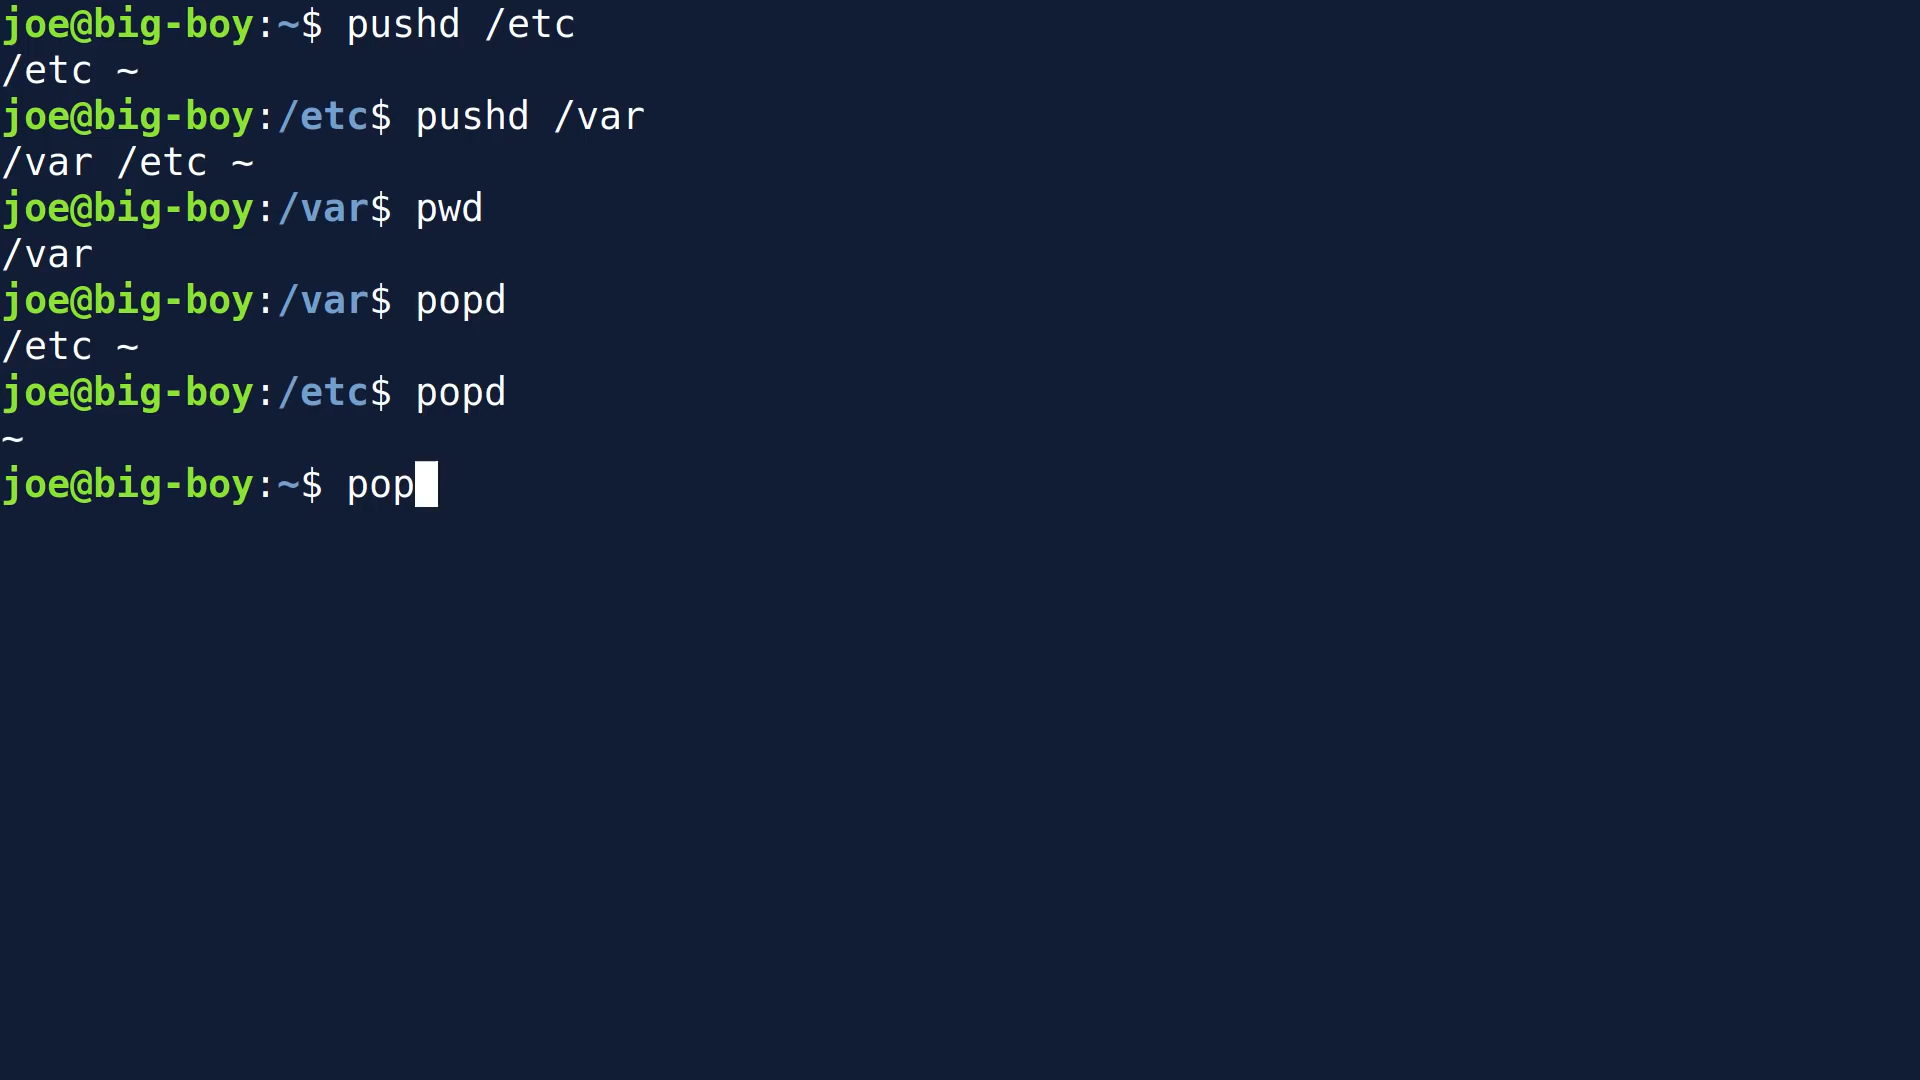 joe@big-boy:~$ pushd /etc
/etc ~
joe@big-boy:/etc$ pushd /var
/var /etc ~
joe@big-boy:/var$ pwd
/var
joe@big-boy:/var$ popd
/etc ~
joe@big-boy:/etc$ popd
~
joe@big-boy:~$ pop